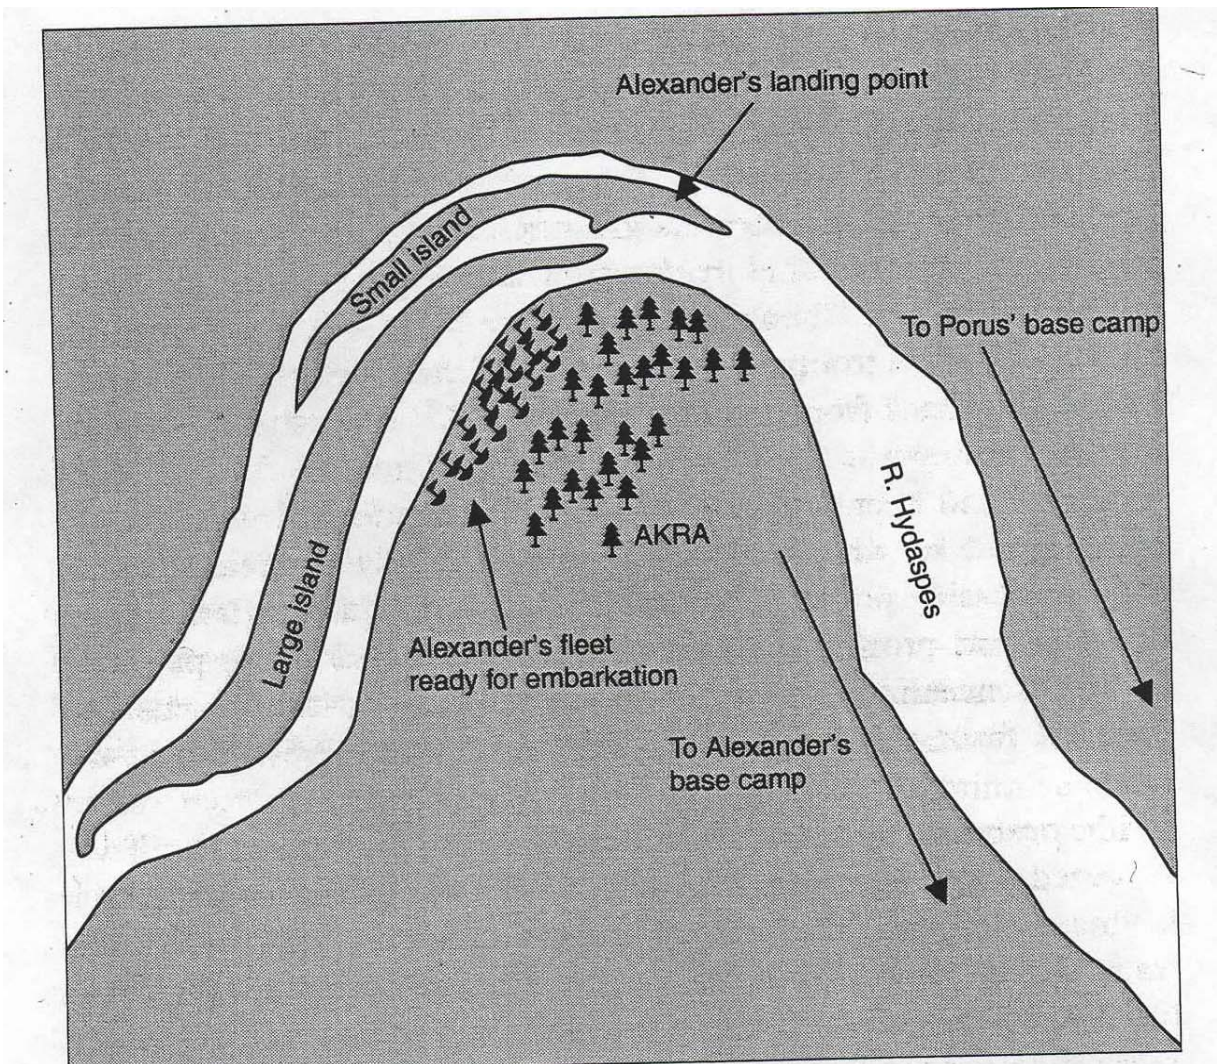 Alexander's landing point
Small island
To Porus' base camp
R. Hydaspes
AKRA
Large island
Alexander's fleet
ready for embarkation
To Alexander's
base camp